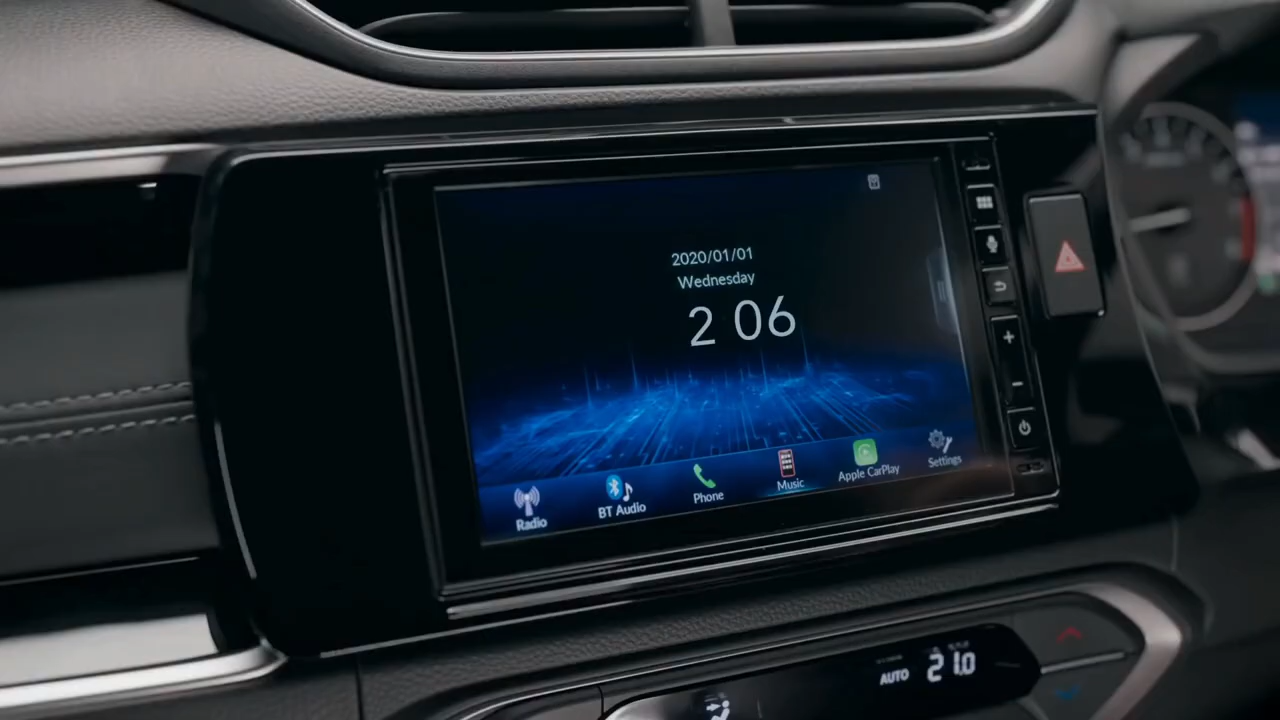 2020/01/01
Wednesday
2 06
Radio
BT Audio
Phone
Music
Apple CarPlay
Settings
AUTO
21.0